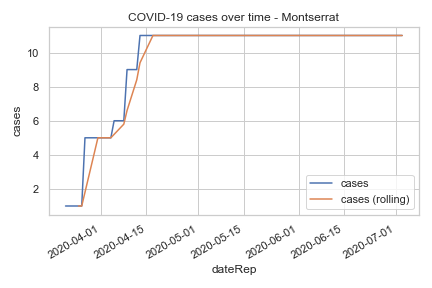 COVID-19 cases over time - Montserrat
10
8
6
4
2
cases
cases
cases (rolling)
2020-04-01
2020-04-15
2020-05-01
2020-05-15
2020-06-01
2020-06-15
2020-07-01
dateRep